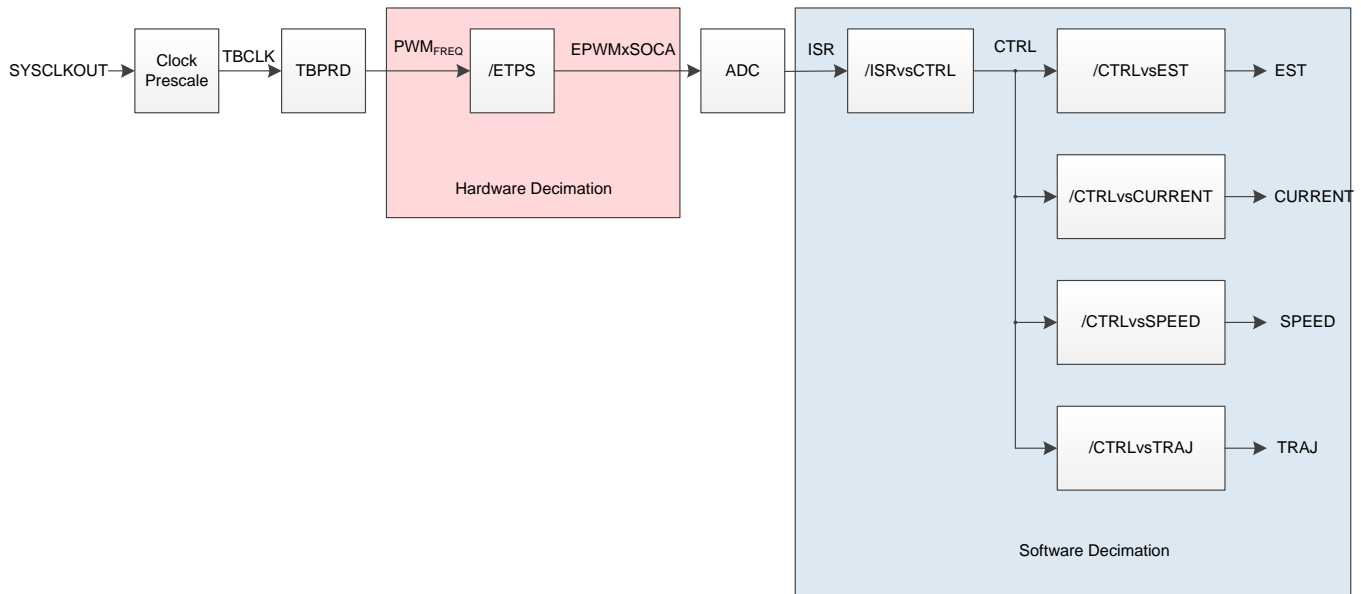 SYSCLKOUT
Clock
Prescale
TBCLK
TBPRD
PWMFREQ
/ETPS
EPWMxSOCA
Hardware Decimation
ADC
ISR
/ISRvsCTRL
CTRL
/CTRLvsEST
EST
/CTRLvsCURRENT
CURRENT
/CTRLvsSPEED
SPEED
/CTRLvsTRAJ
TRAJ
Software Decimation